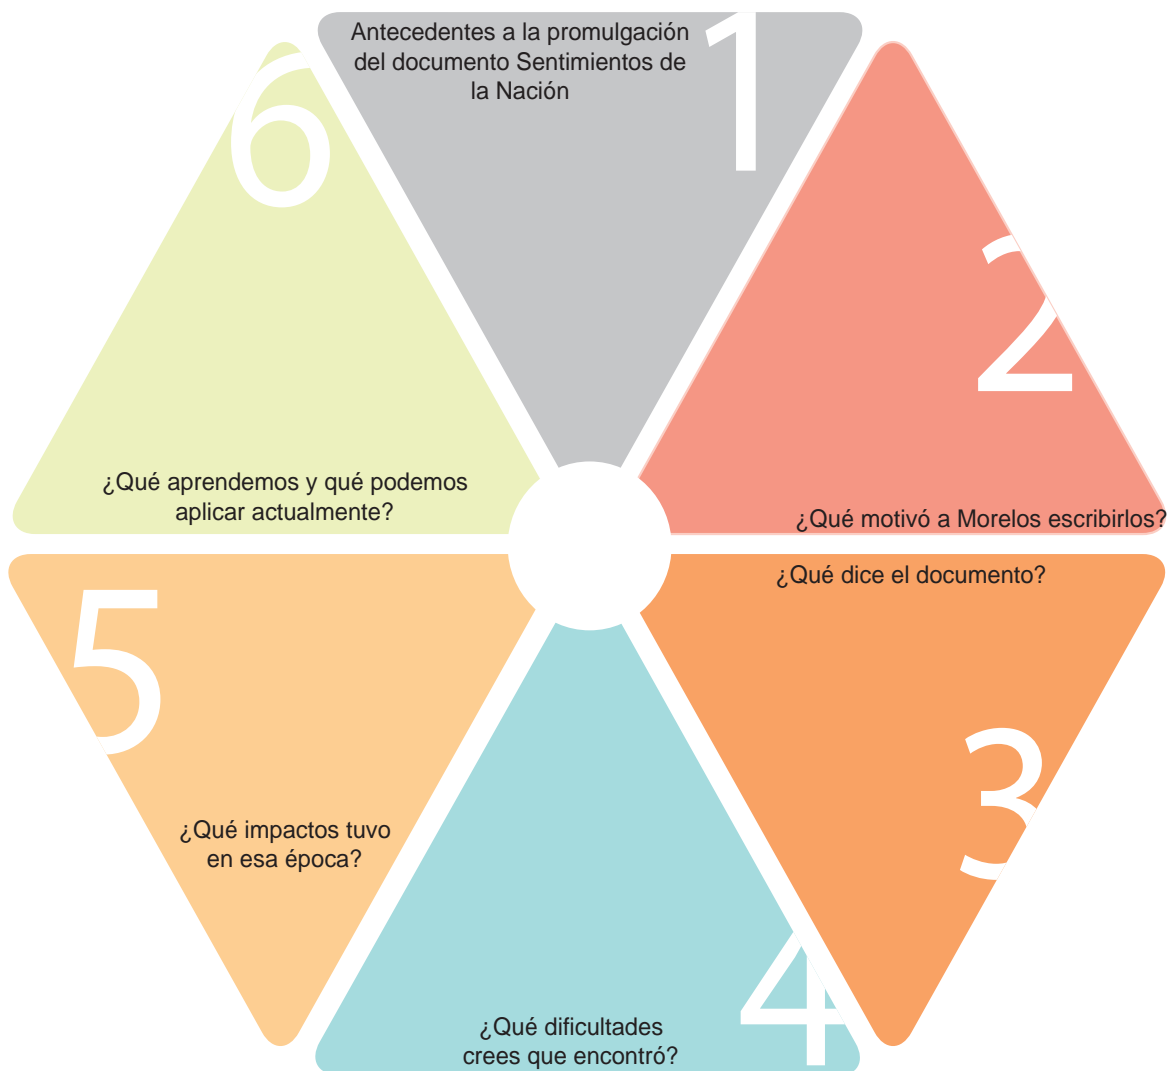 1
Antecedentes a la promulgación
del documento Sentimientos de
la Nación
2
¿Qué motivó a Morelos escribirlos?
3
¿Qué dice el documento?
4
¿Qué dificultades
crees que encontró?
5
¿Qué impactos tuvo
en esa época?
6
¿Qué aprendemos y qué podemos
aplicar actualmente?